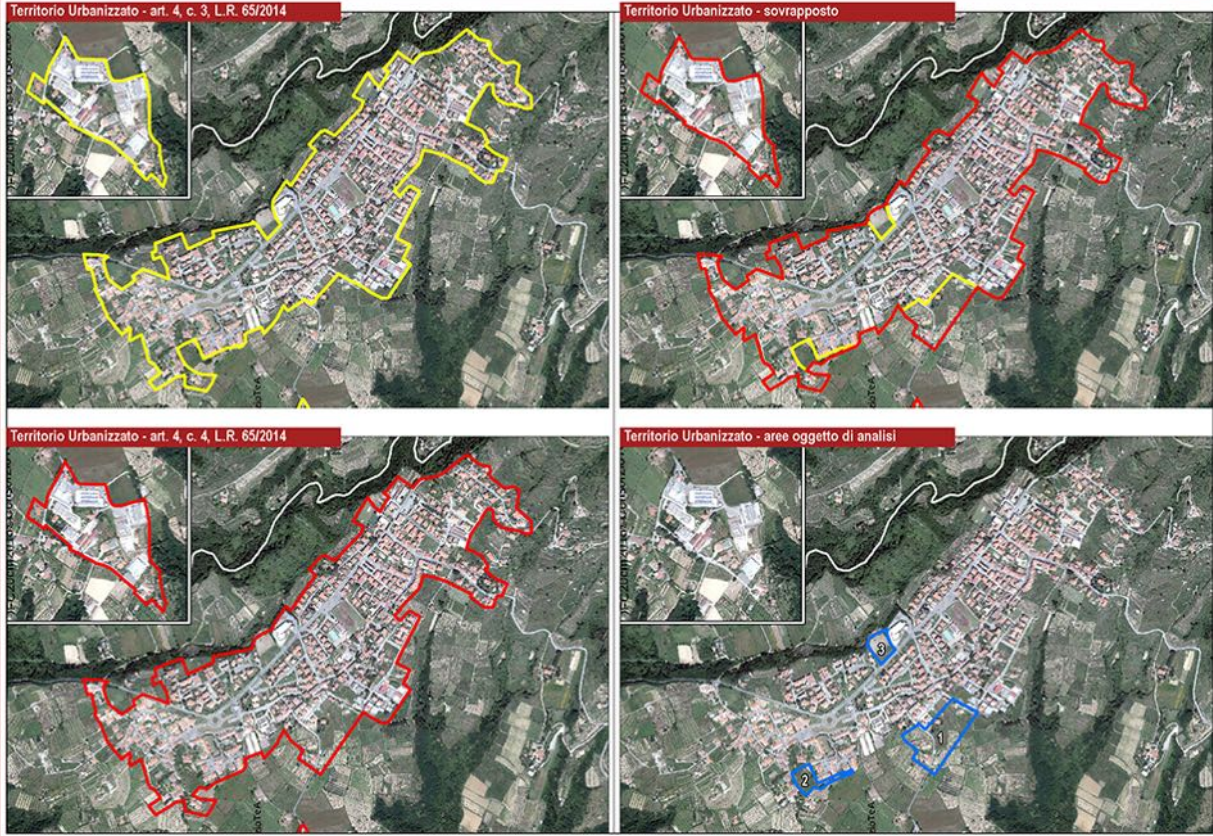 Territorio Urbanizzato - art. 4, c. 3, L.R. 65/2014
Territorio Urbanizzato - sovrapposto
Territorio Urbanizzato - art. 4, c. 4, L.R. 65/2014
Territorio Urbanizzato - aree oggetto di analisi
3
1
2